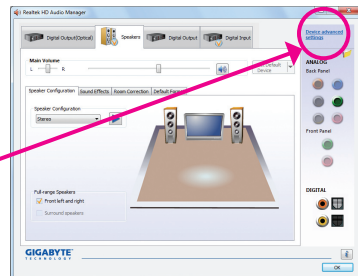 Realtek HD Audio Manager
Digital Output(Optical)
Speakers
Digital Output
Digital Input
Device advanced
settings
Main Volume
L
R
Default
Device
ANALOG
Back Panel
Speaker Configuration
Sound Effects
Room Correction
Default Format
Speaker Configuration
Stereo
Front Panel
Full-range Speakers
Front left and right
Surround speakers
DIGITAL
GIGABYTE
TECHNOLOGY
i
OK